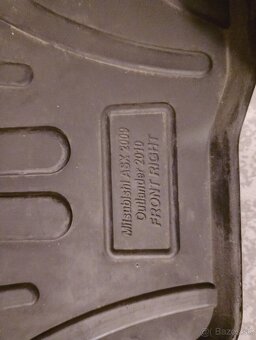 Mitsubishi ASX 2009
Outlander 2010
FRONT RIGHT